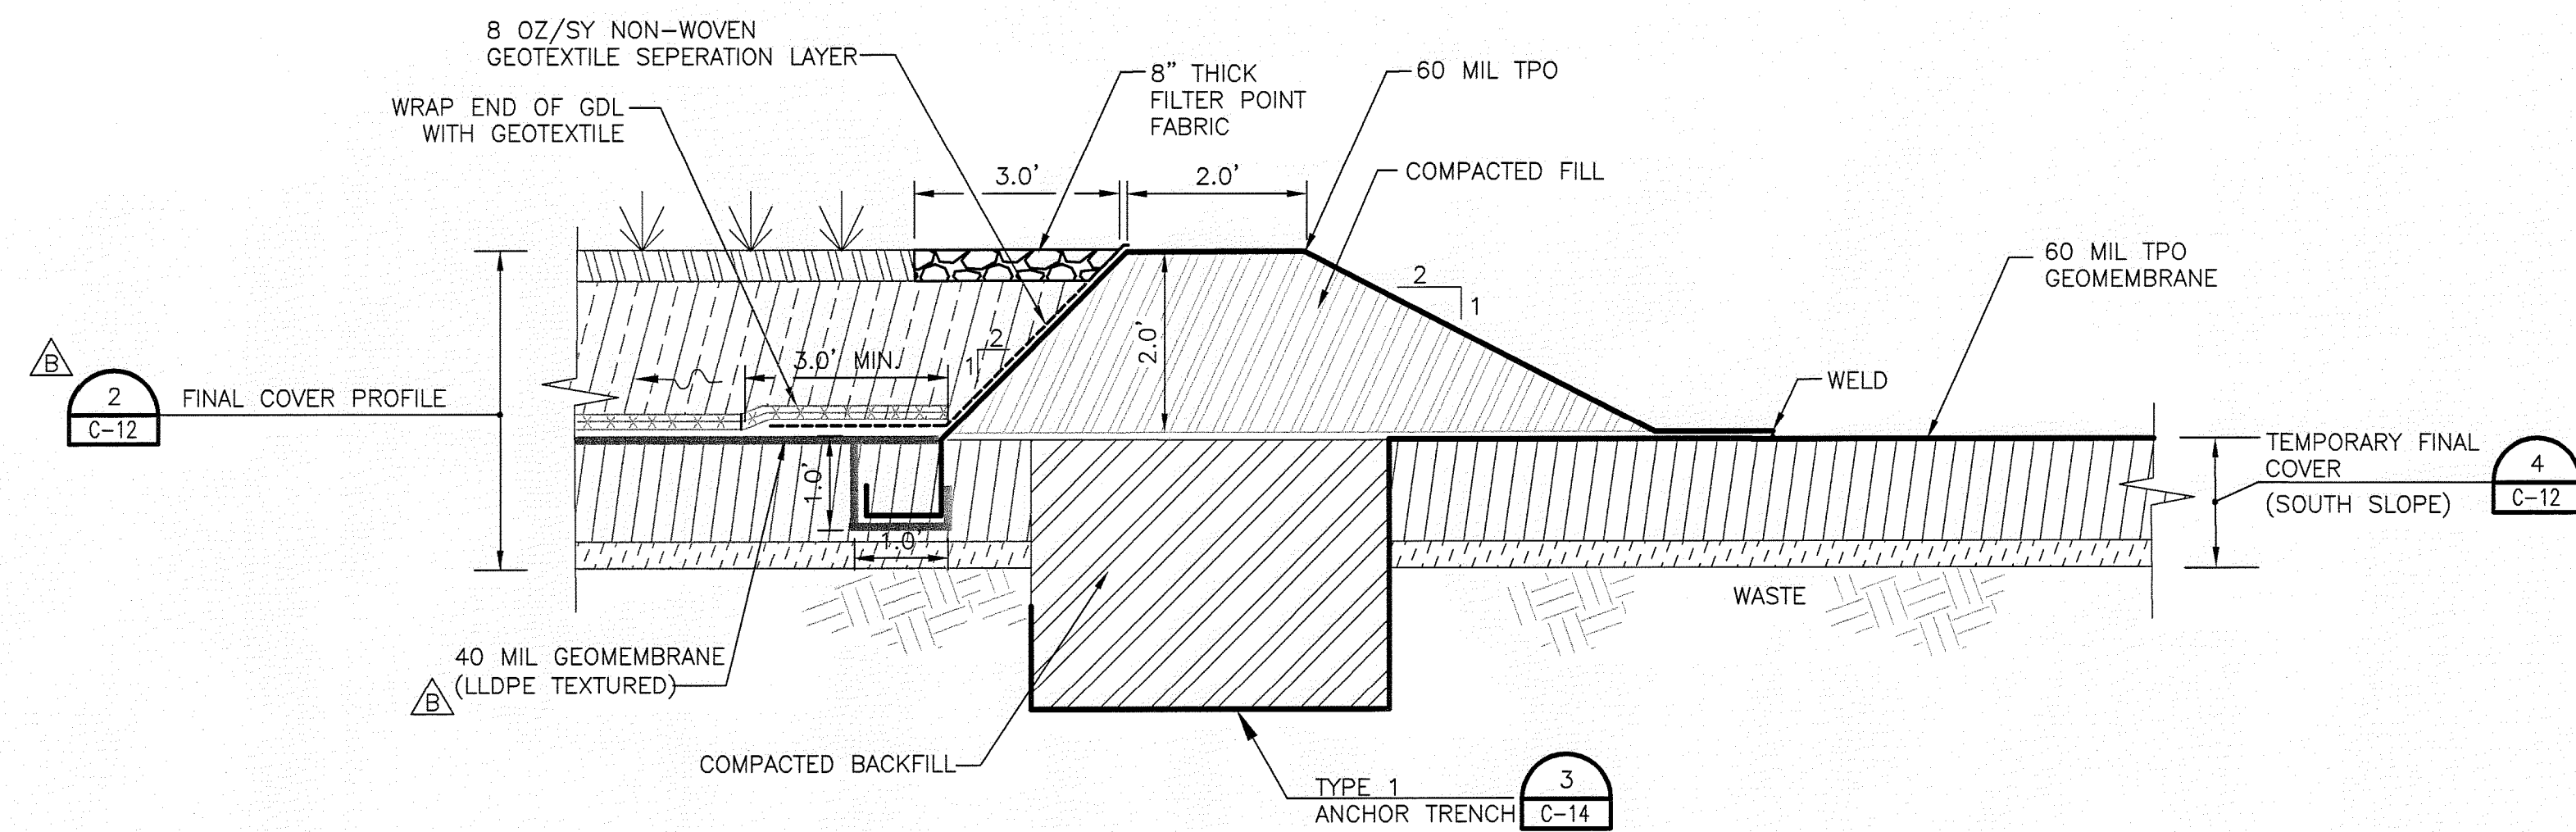 8 OZ/SY NON-WOVEN
GEOTEXTILE SEPERATION LAYER
WRAP END OF GDL
WITH GEOTEXTILE
8" THICK
FILTER POINT
FABRIC
60 MIL TPO
COMPACTED FILL
3.0'
2.0'
2
1
60 MIL TPO
GEOMEMBRANE
2.0'
2
1
3.0' MIN.
B
2
C-12
FINAL COVER PROFILE
WELD
TEMPORARY FINAL
COVER
(SOUTH SLOPE)
4
C-12
1.0'
1.0'
WASTE
40 MIL GEOMEMBRANE
(LLDPE TEXTURED)
B
COMPACTED BACKFILL
TYPE 1
ANCHOR TRENCH
3
C-14